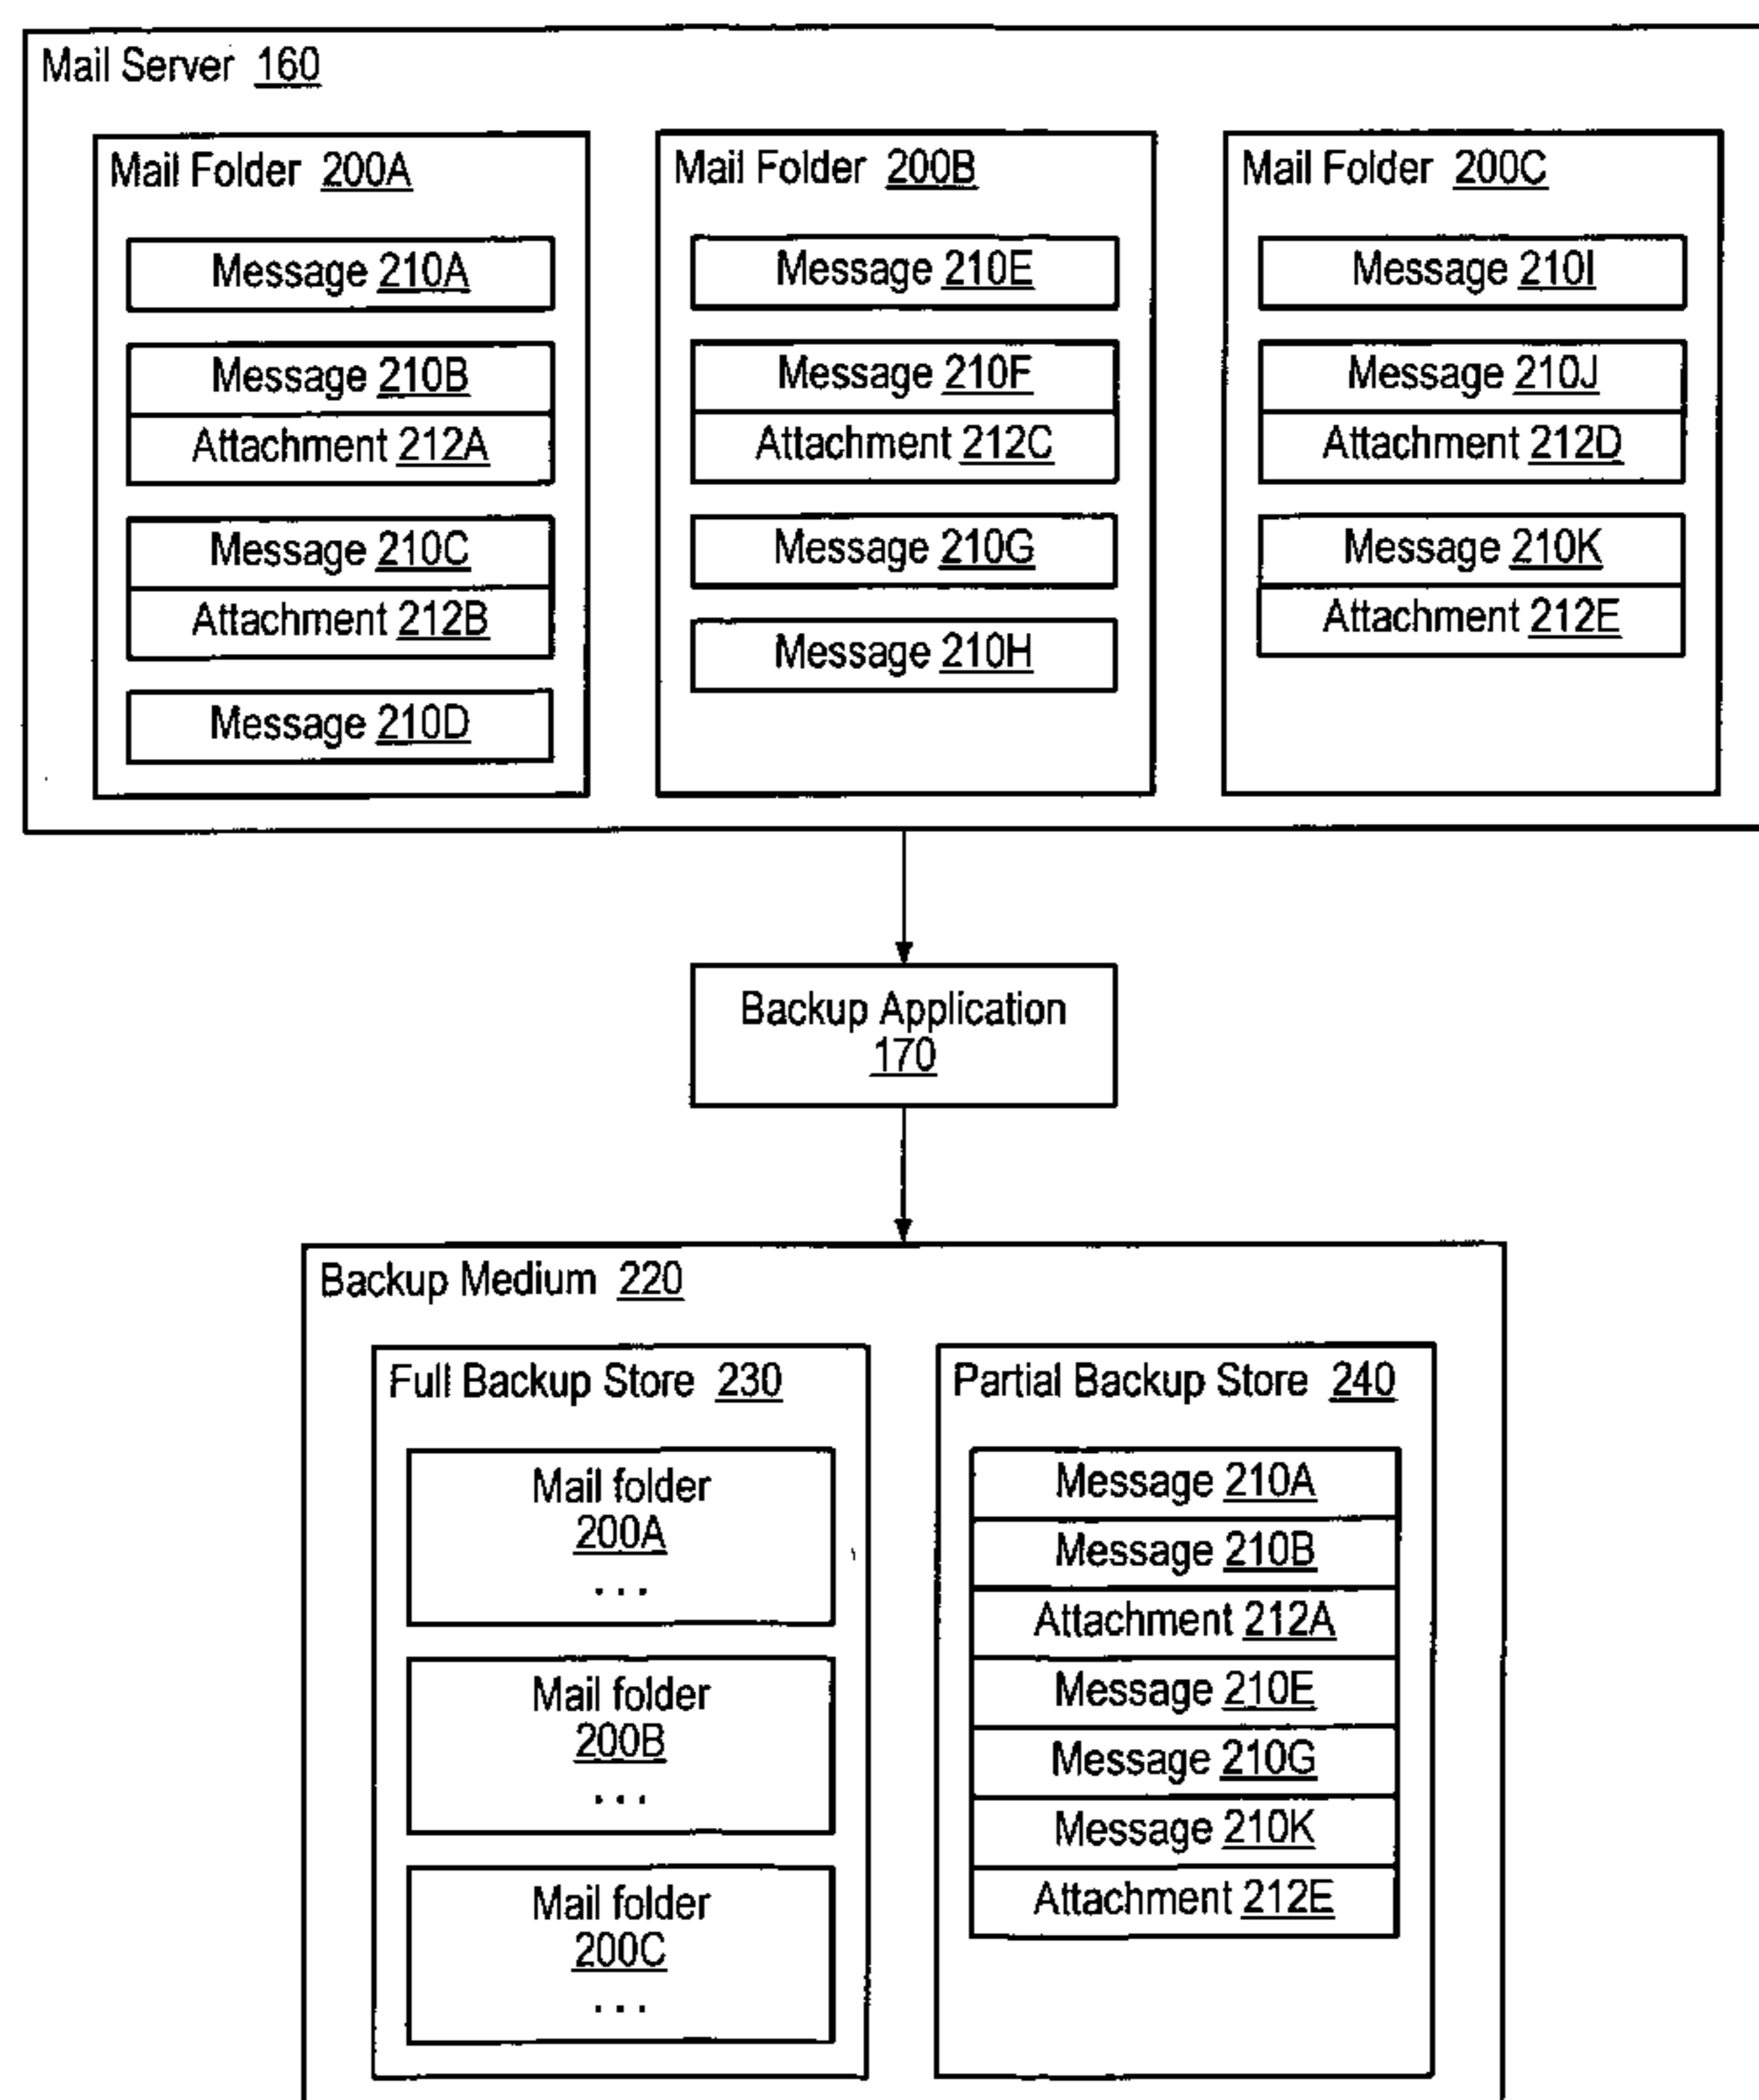 Mail Server 160
Mail Folder 200A
Message 210A
Message 210B
Attachment 212A
Message 210C
Attachment 212B
Message 210D
Mail Folder 200B
Message 210E
Message 210F
Attachment 212C
Message 210G
Message 210H
Mail Folder 200C
Message 210I
Message 210J
Attachment 212D
Message 210K
Attachment 212E
Backup Application
170
Backup Medium 220
Full Backup Store 230
Mail folder
200A
...
Mail folder
200B
...
Mail folder
200C
...
Partial Backup Store 240
Message 210A
Message 210B
Attachment 212A
Message 210E
Message 210G
Message 210K
Attachment 212E